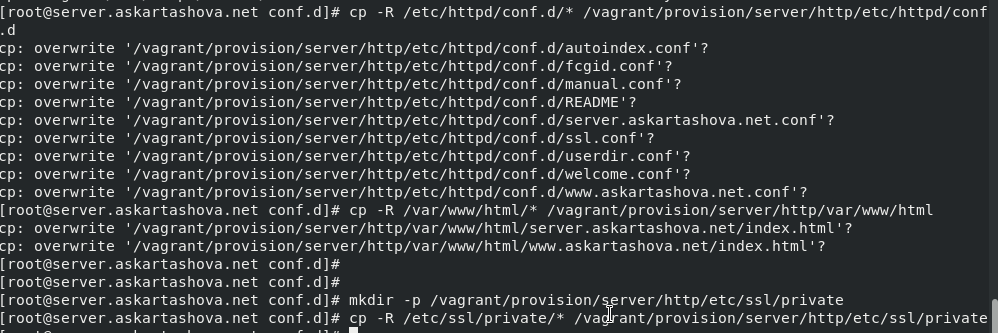 [root@server.askartashova.net conf.d]# cp -R /etc/httpd/conf.d/* /vagrant/provision/server/http/etc/httpd/conf
.d
cp: overwrite '/vagrant/provision/server/http/etc/httpd/conf.d/autoindex.conf'?
cp: overwrite '/vagrant/provision/server/http/etc/httpd/conf.d/fcgid.conf'?
cp: overwrite '/vagrant/provision/server/http/etc/httpd/conf.d/manual.conf'?
cp: overwrite '/vagrant/provision/server/http/etc/httpd/conf.d/README'?
cp: overwrite '/vagrant/provision/server/http/etc/httpd/conf.d/server.askartashova.net.conf'?
cp: overwrite '/vagrant/provision/server/http/etc/httpd/conf.d/ssl.conf'?
cp: overwrite '/vagrant/provision/server/http/etc/httpd/conf.d/userdir.conf'?
cp: overwrite '/vagrant/provision/server/http/etc/httpd/conf.d/welcome.conf'?
cp: overwrite '/vagrant/provision/server/http/etc/httpd/conf.d/www.askartashova.net.conf'?
[root@server.askartashova.net conf.d]# cp -R /var/www/html/* /vagrant/provision/server/http/var/www/html
cp: overwrite '/vagrant/provision/server/http/var/www/html/server.askartashova.net/index.html'?
cp: overwrite '/vagrant/provision/server/http/var/www/html/www.askartashova.net/index.html'?
[root@server.askartashova.net conf.d]#
[root@server.askartashova.net conf.d]#
[root@server.askartashova.net conf.d]# mkdir -p /vagrant/provision/server/http/etc/ssl/private
[root@server.askartashova.net conf.d]# cp -R /etc/ssl/private/* /vagrant/provision/server/http/etc/ssl/private